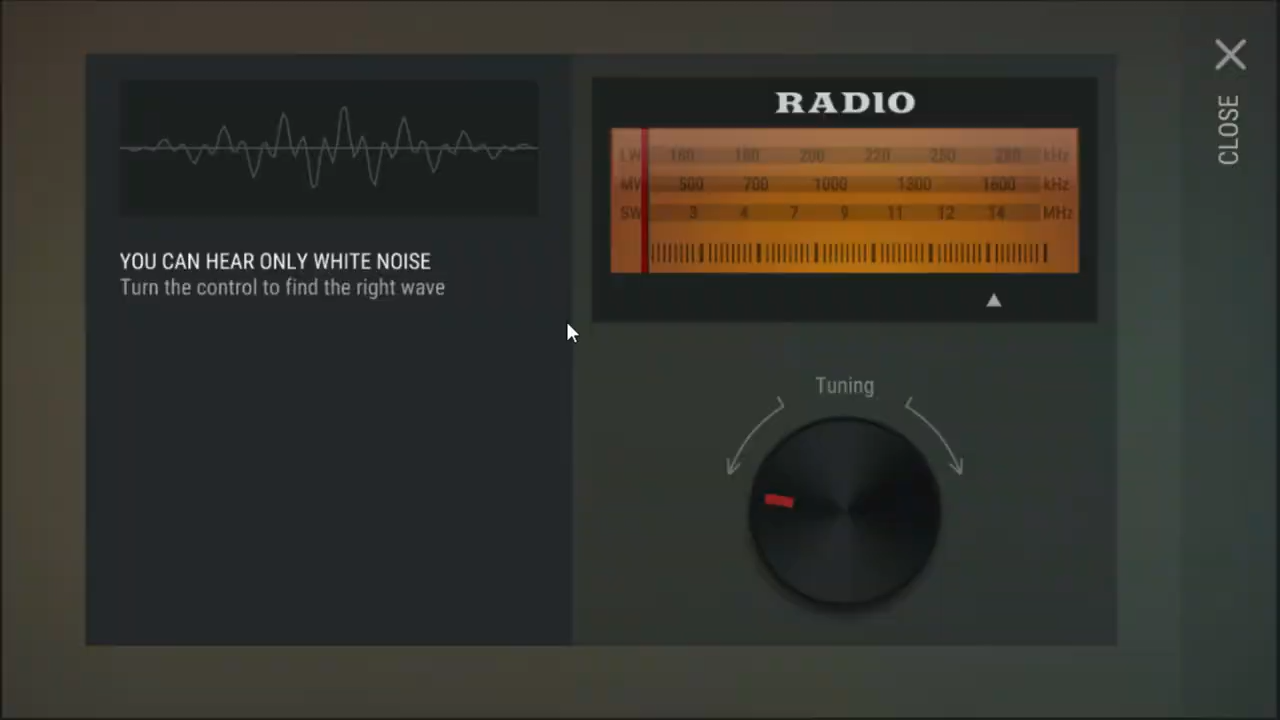 CLOSE
RADIO
LW 160 180 200 220 250 280 kHz
MW 500 700 1000 1300 1600 kHz
SW 3 4 7 9 11 12 14 MHz
YOU CAN HEAR ONLY WHITE NOISE
Turn the control to find the right wave
Tuning